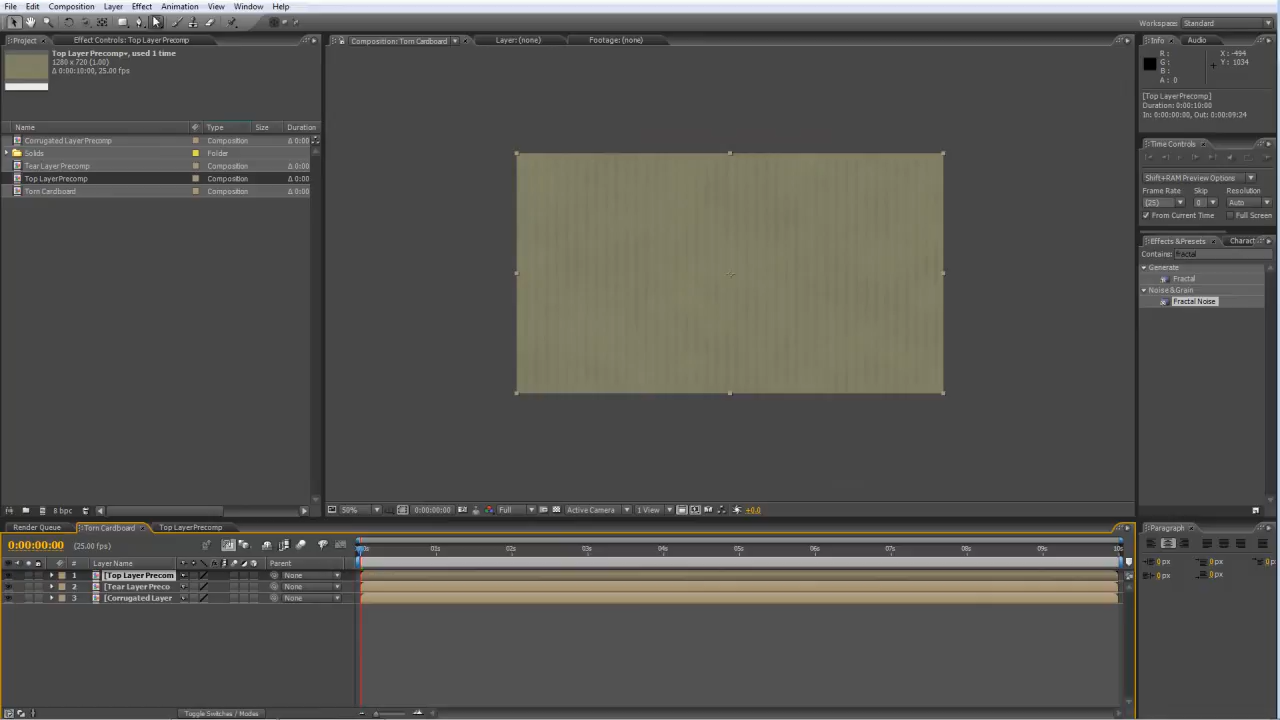 File Edit Composition Layer Effect Animation View Window Help
Workspace: Standard
Project Effect Controls: Top Layer Precomp
Composition: Torn Cardboard Layer: (none) Footage: (none)
Info Audio
Top Layer Precomp, used 1 time
1280 x 720 (1.00)
Δ 0:00:10:00, 25.00 fps
R :
G :
B :
A : 0
X : -494
Y : 1034
[Top Layer Precomp]
Duration: 0:00:10:00
In: 0:00:00:00, Out: 0:00:09:24
Name Type Size Duration
Corrugated Layer Precomp Composition Δ 0:00
Solids Folder
Tear Layer Precomp Composition Δ 0:00
Top Layer Precomp Composition Δ 0:00
Torn Cardboard Composition Δ 0:00
Time Controls
Shift+RAM Preview Options
Frame Rate Skip Resolution
(25) 0 Auto
From Current Time Full Screen
Effects & Presets Charact
Contains: fractal
Generate
Fractal
Noise & Grain
Fractal Noise
8 bpc
50% 0:00:00:00 Full Active Camera 1 View +0.0
Render Queue Torn Cardboard Top Layer Precomp
0:00:00:00 (25.00 fps)
00s 01s 02s 03s 04s 05s 06s 07s 08s 09s 10s
# Layer Name Parent
1 [Top Layer Precom None
2 [Tear Layer Preco None
3 [Corrugated Layer None
Toggle Switches / Modes
Paragraph
0 px 0 px 0 p
0 px 0 px